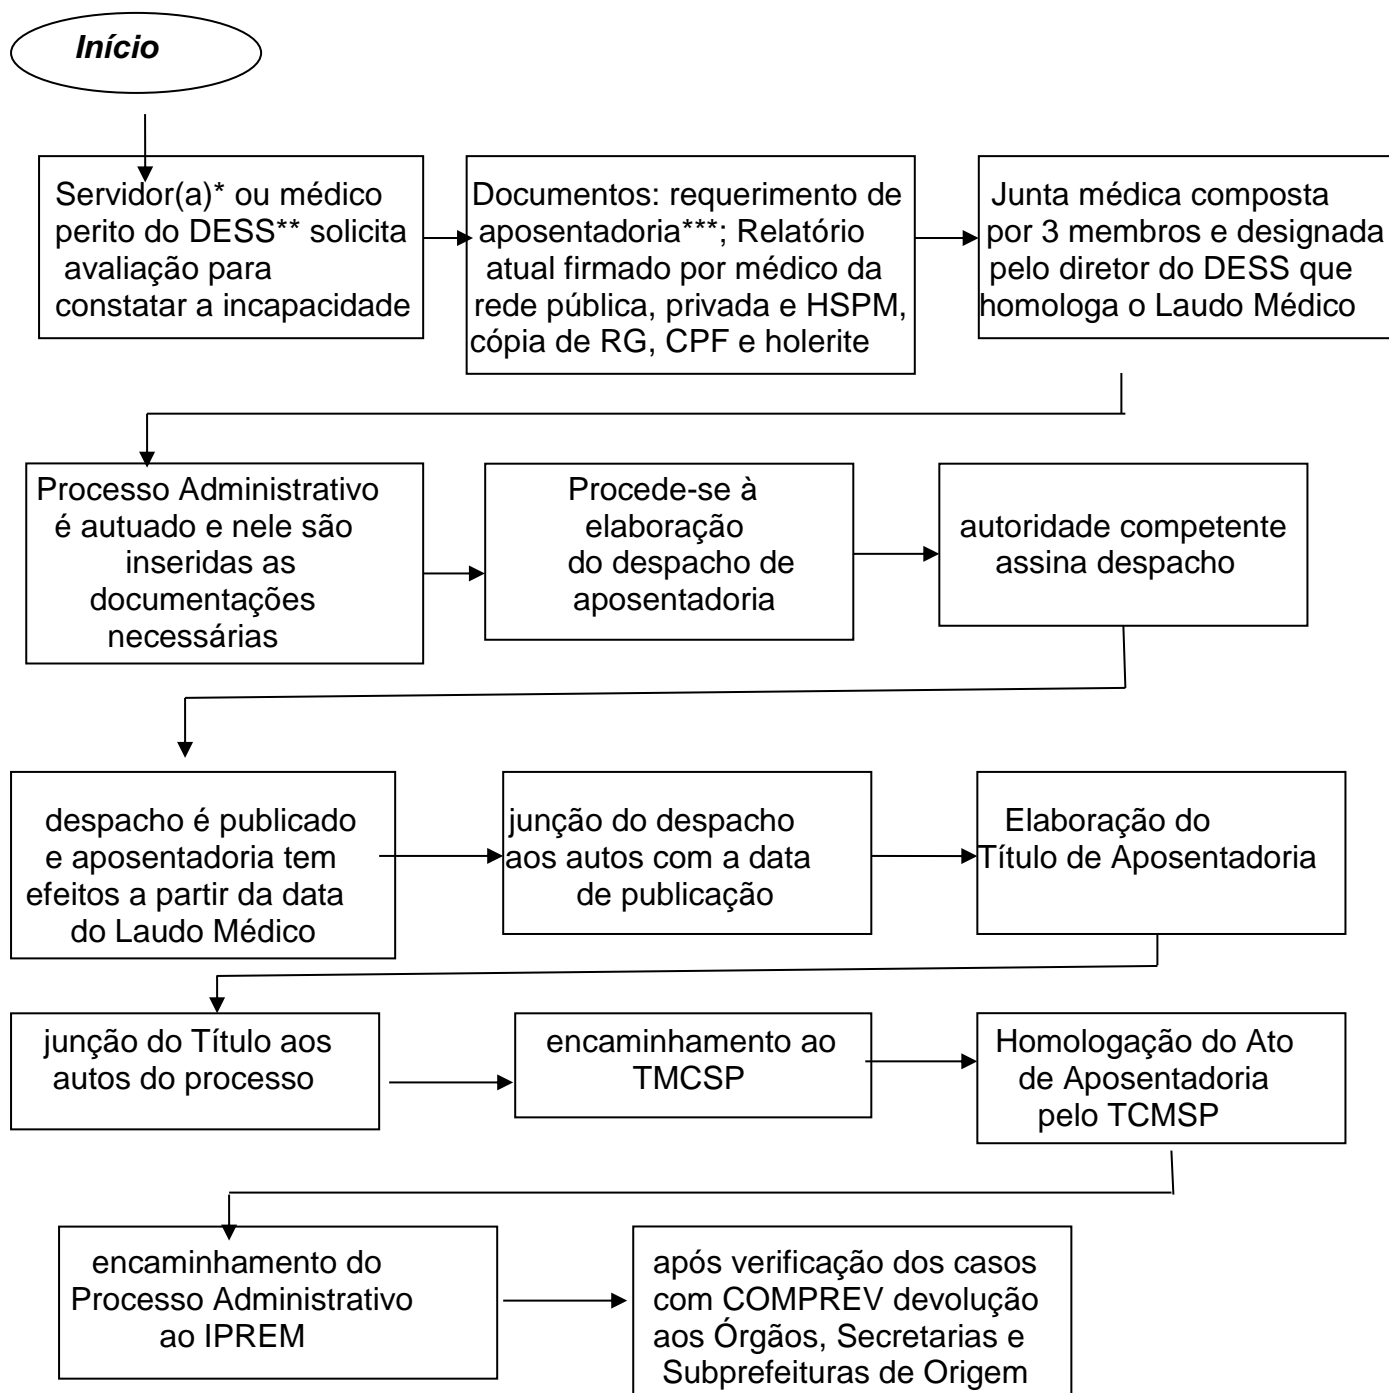 Início
Servidor(a)* ou médico
perito do DESS** solicita
avaliação para
constatar a incapacidade
Documentos: requerimento de
aposentadoria***; Relatório
atual firmado por médico da
rede pública, privada e HSPM,
cópia de RG, CPF e holerite
Junta médica composta
por 3 membros e designada
pelo diretor do DESS que
homologa o Laudo Médico
Processo Administrativo
é autuado e nele são
inseridas as
documentações
necessárias
Procede-se à
elaboração
do despacho de
aposentadoria
autoridade competente
assina despacho
despacho é publicado
e aposentadoria tem
efeitos a partir da data
do Laudo Médico
junção do despacho
aos autos com a data
de publicação
Elaboração do
Título de Aposentadoria
junção do Título aos
autos do processo
encaminhamento ao
TMCSP
Homologação do Ato
de Aposentadoria
pelo TCMSP
encaminhamento do
Processo Administrativo
ao IPREM
após verificação dos casos
com COMPREV devolução
aos Órgãos, Secretarias e
Subprefeituras de Origem